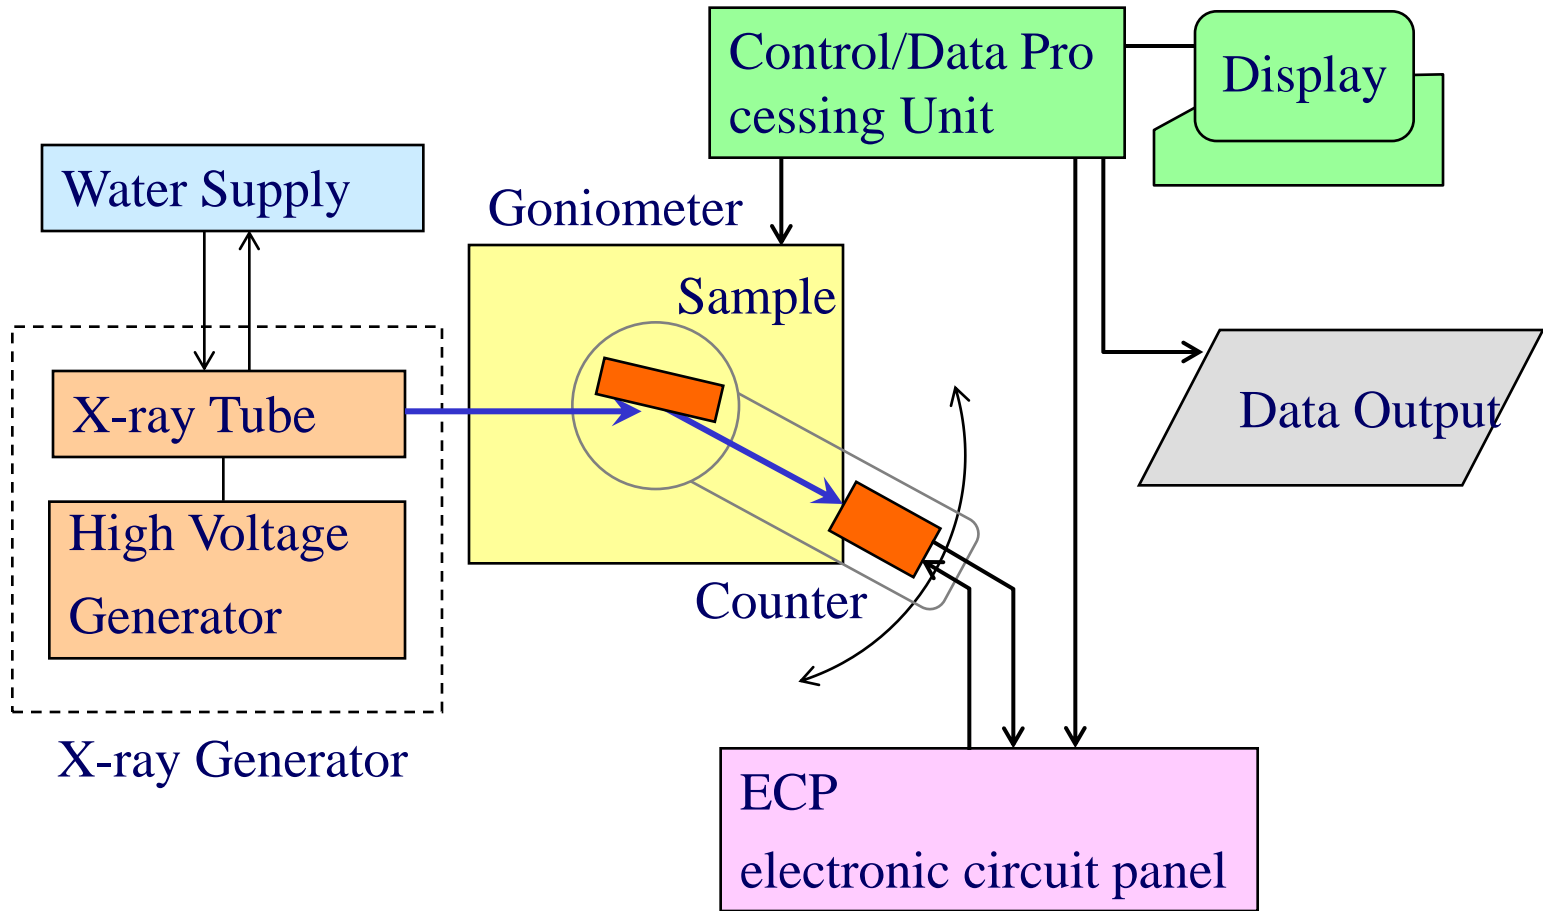 Control/Data Pro
cessing Unit
Display
Water Supply
Goniometer
Sample
X-ray Tube
Data Output
High Voltage
Generator
Counter
X-ray Generator
ECP
electronic circuit panel